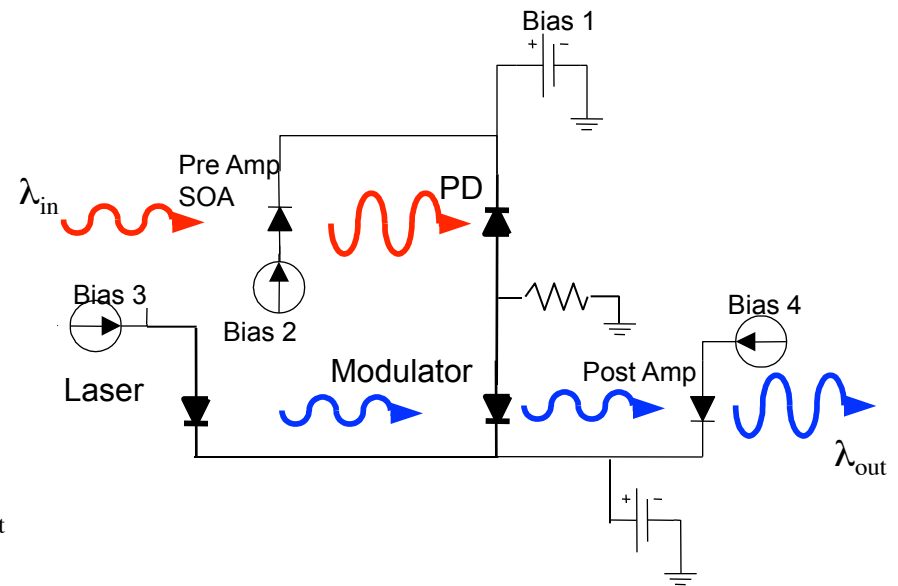 Bias 1
+ −
Pre Amp
SOA
PD
λin
Bias 3
Bias 2
Bias 4
Laser
Modulator
Post Amp
λout
+ −
t